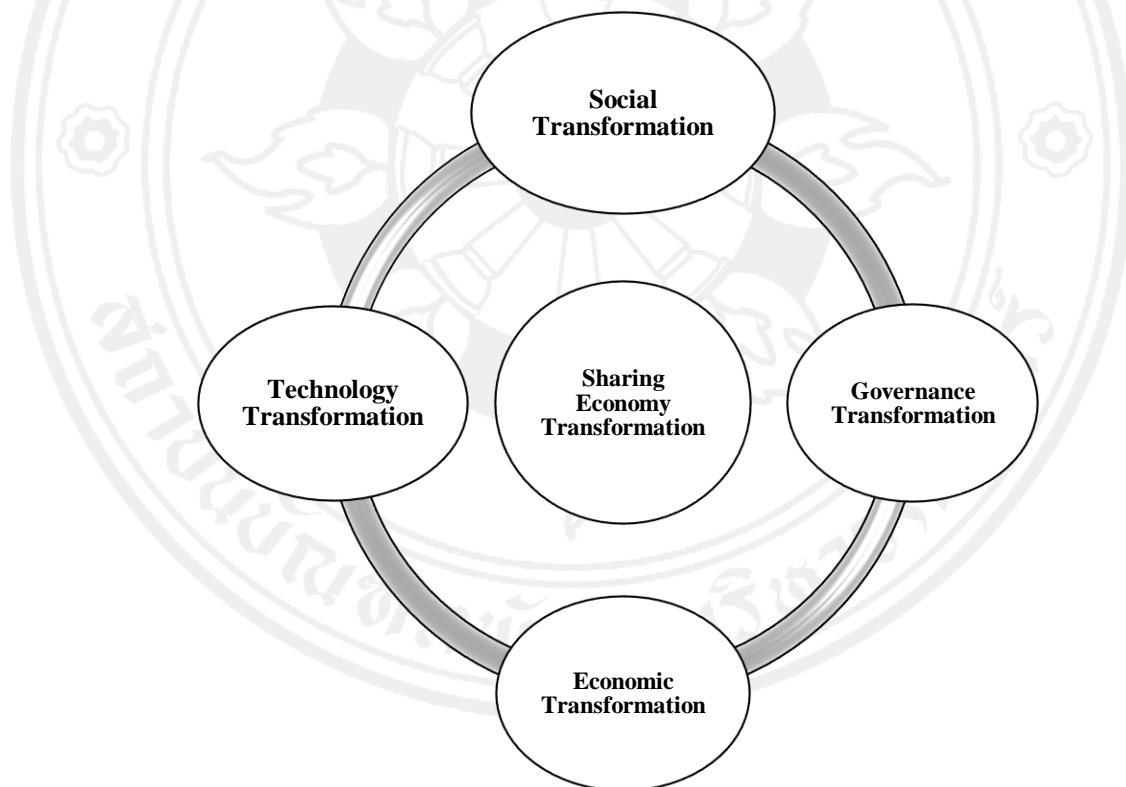 Social
Transformation
Technology
Transformation
Sharing
Economy
Transformation
Governance
Transformation
Economic
Transformation